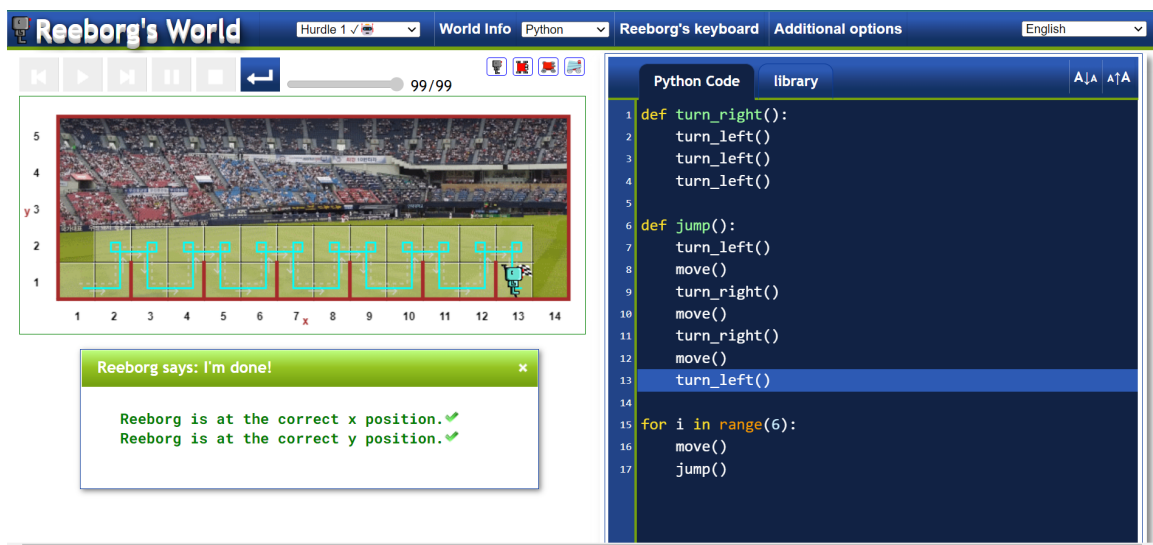 Reeborg's World
Hurdle 1 ✓
World Info
Python
Reeborg's keyboard
Additional options
English
99/99
5
4
y 3
2
1
1 2 3 4 5 6 7 x 8 9 10 11 12 13 14
Reeborg says: I'm done!
×
Reeborg is at the correct x position.✔
Reeborg is at the correct y position.✔
Python Code
library
A↓A A↑A
1 def turn_right():
2     turn_left()
3     turn_left()
4     turn_left()
5
6 def jump():
7     turn_left()
8     move()
9     turn_right()
10     move()
11     turn_right()
12     move()
13     turn_left()
14
15 for i in range(6):
16     move()
17     jump()